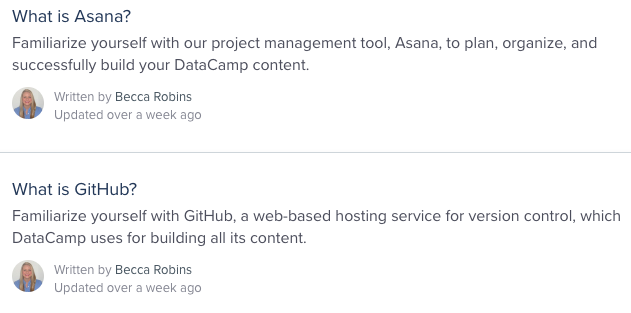 What is Asana?
Familiarize yourself with our project management tool, Asana, to plan, organize, and
successfully build your DataCamp content.
Written by Becca Robins
Updated over a week ago
What is GitHub?
Familiarize yourself with GitHub, a web-based hosting service for version control, which
DataCamp uses for building all its content.
Written by Becca Robins
Updated over a week ago